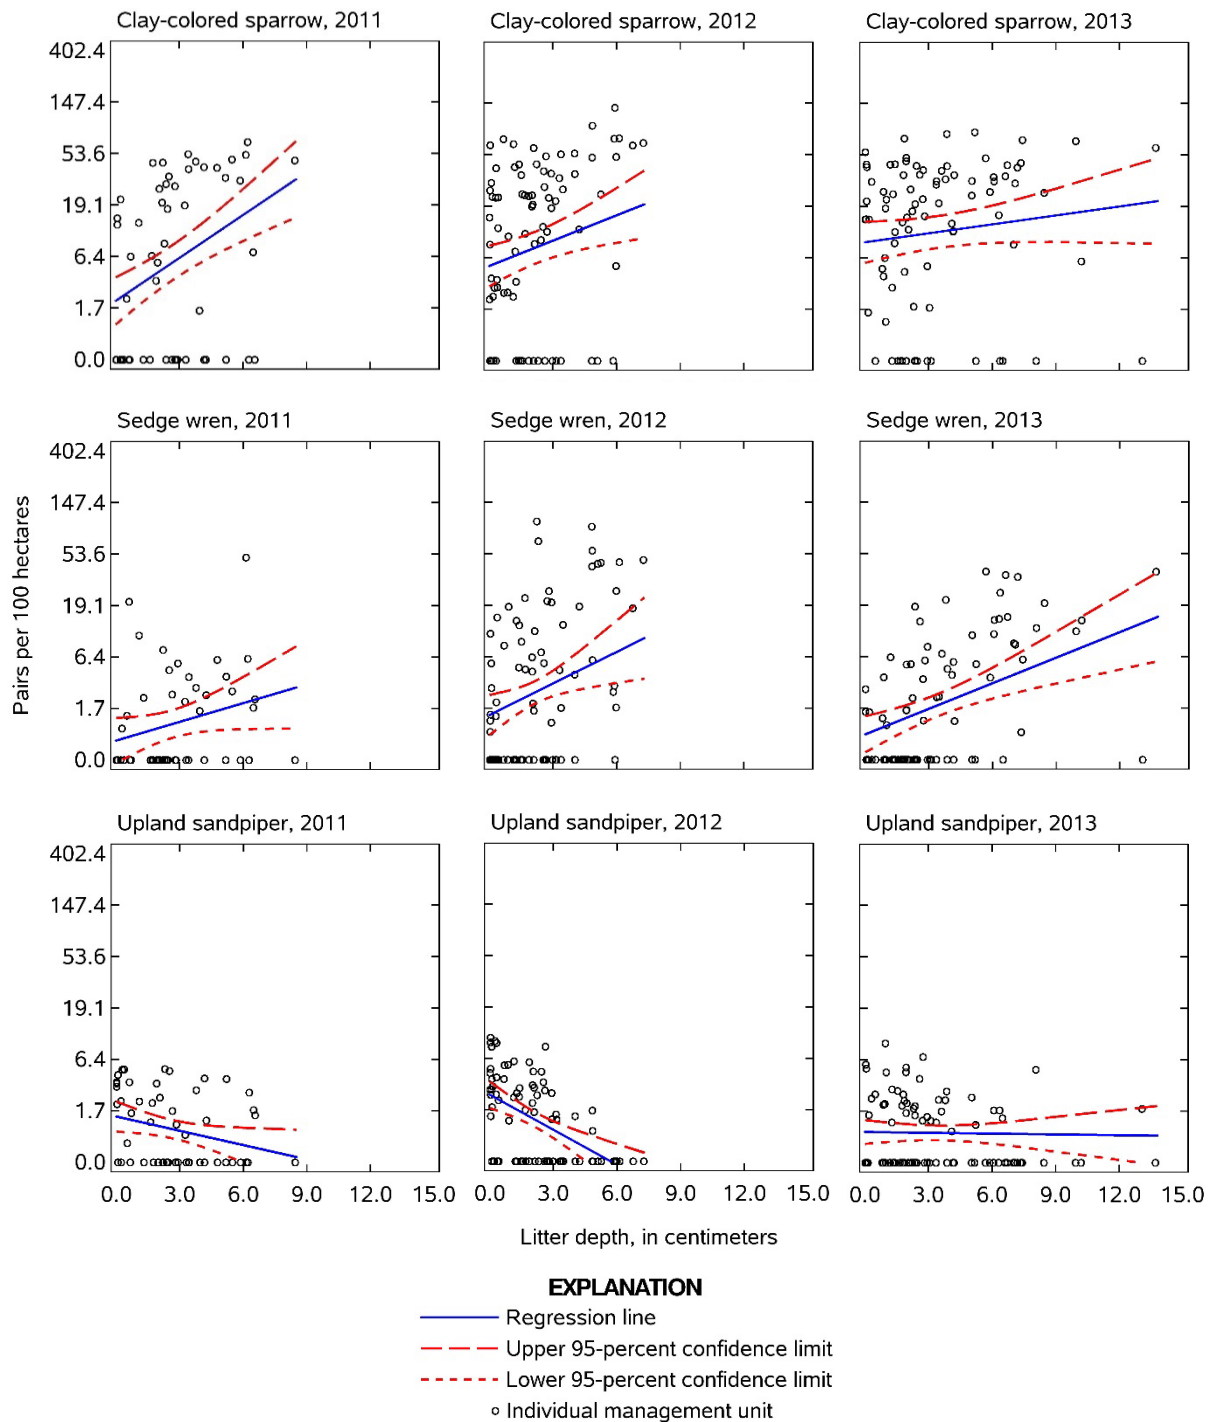 Clay-colored sparrow, 2011
Clay-colored sparrow, 2012
Clay-colored sparrow, 2013
402.4
147.4
53.6
19.1
6.4
1.7
0.0
Sedge wren, 2011
Sedge wren, 2012
Sedge wren, 2013
402.4
147.4
53.6
19.1
6.4
1.7
0.0
Pairs per 100 hectares
Upland sandpiper, 2011
Upland sandpiper, 2012
Upland sandpiper, 2013
402.4
147.4
53.6
19.1
6.4
1.7
0.0
0.0 3.0 6.0 9.0 12.0 15.0
0.0 3.0 6.0 9.0 12.0 15.0
0.0 3.0 6.0 9.0 12.0 15.0
Litter depth, in centimeters
EXPLANATION
Regression line
Upper 95-percent confidence limit
Lower 95-percent confidence limit
Individual management unit